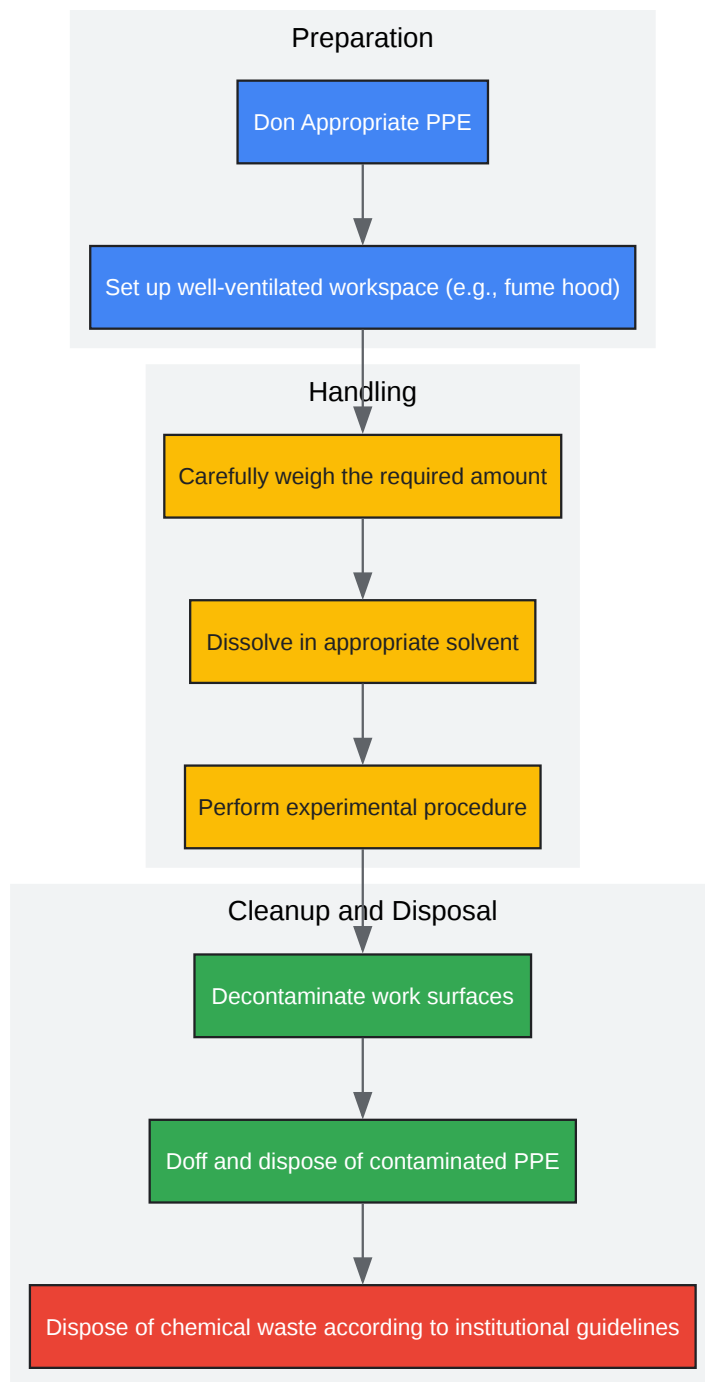 Preparation
Don Appropriate PPE
Set up well-ventilated workspace (e.g., fume hood)
Handling
Carefully weigh the required amount
Dissolve in appropriate solvent
Perform experimental procedure
Cleanup and Disposal
Decontaminate work surfaces
Doff and dispose of contaminated PPE
Dispose of chemical waste according to institutional guidelines